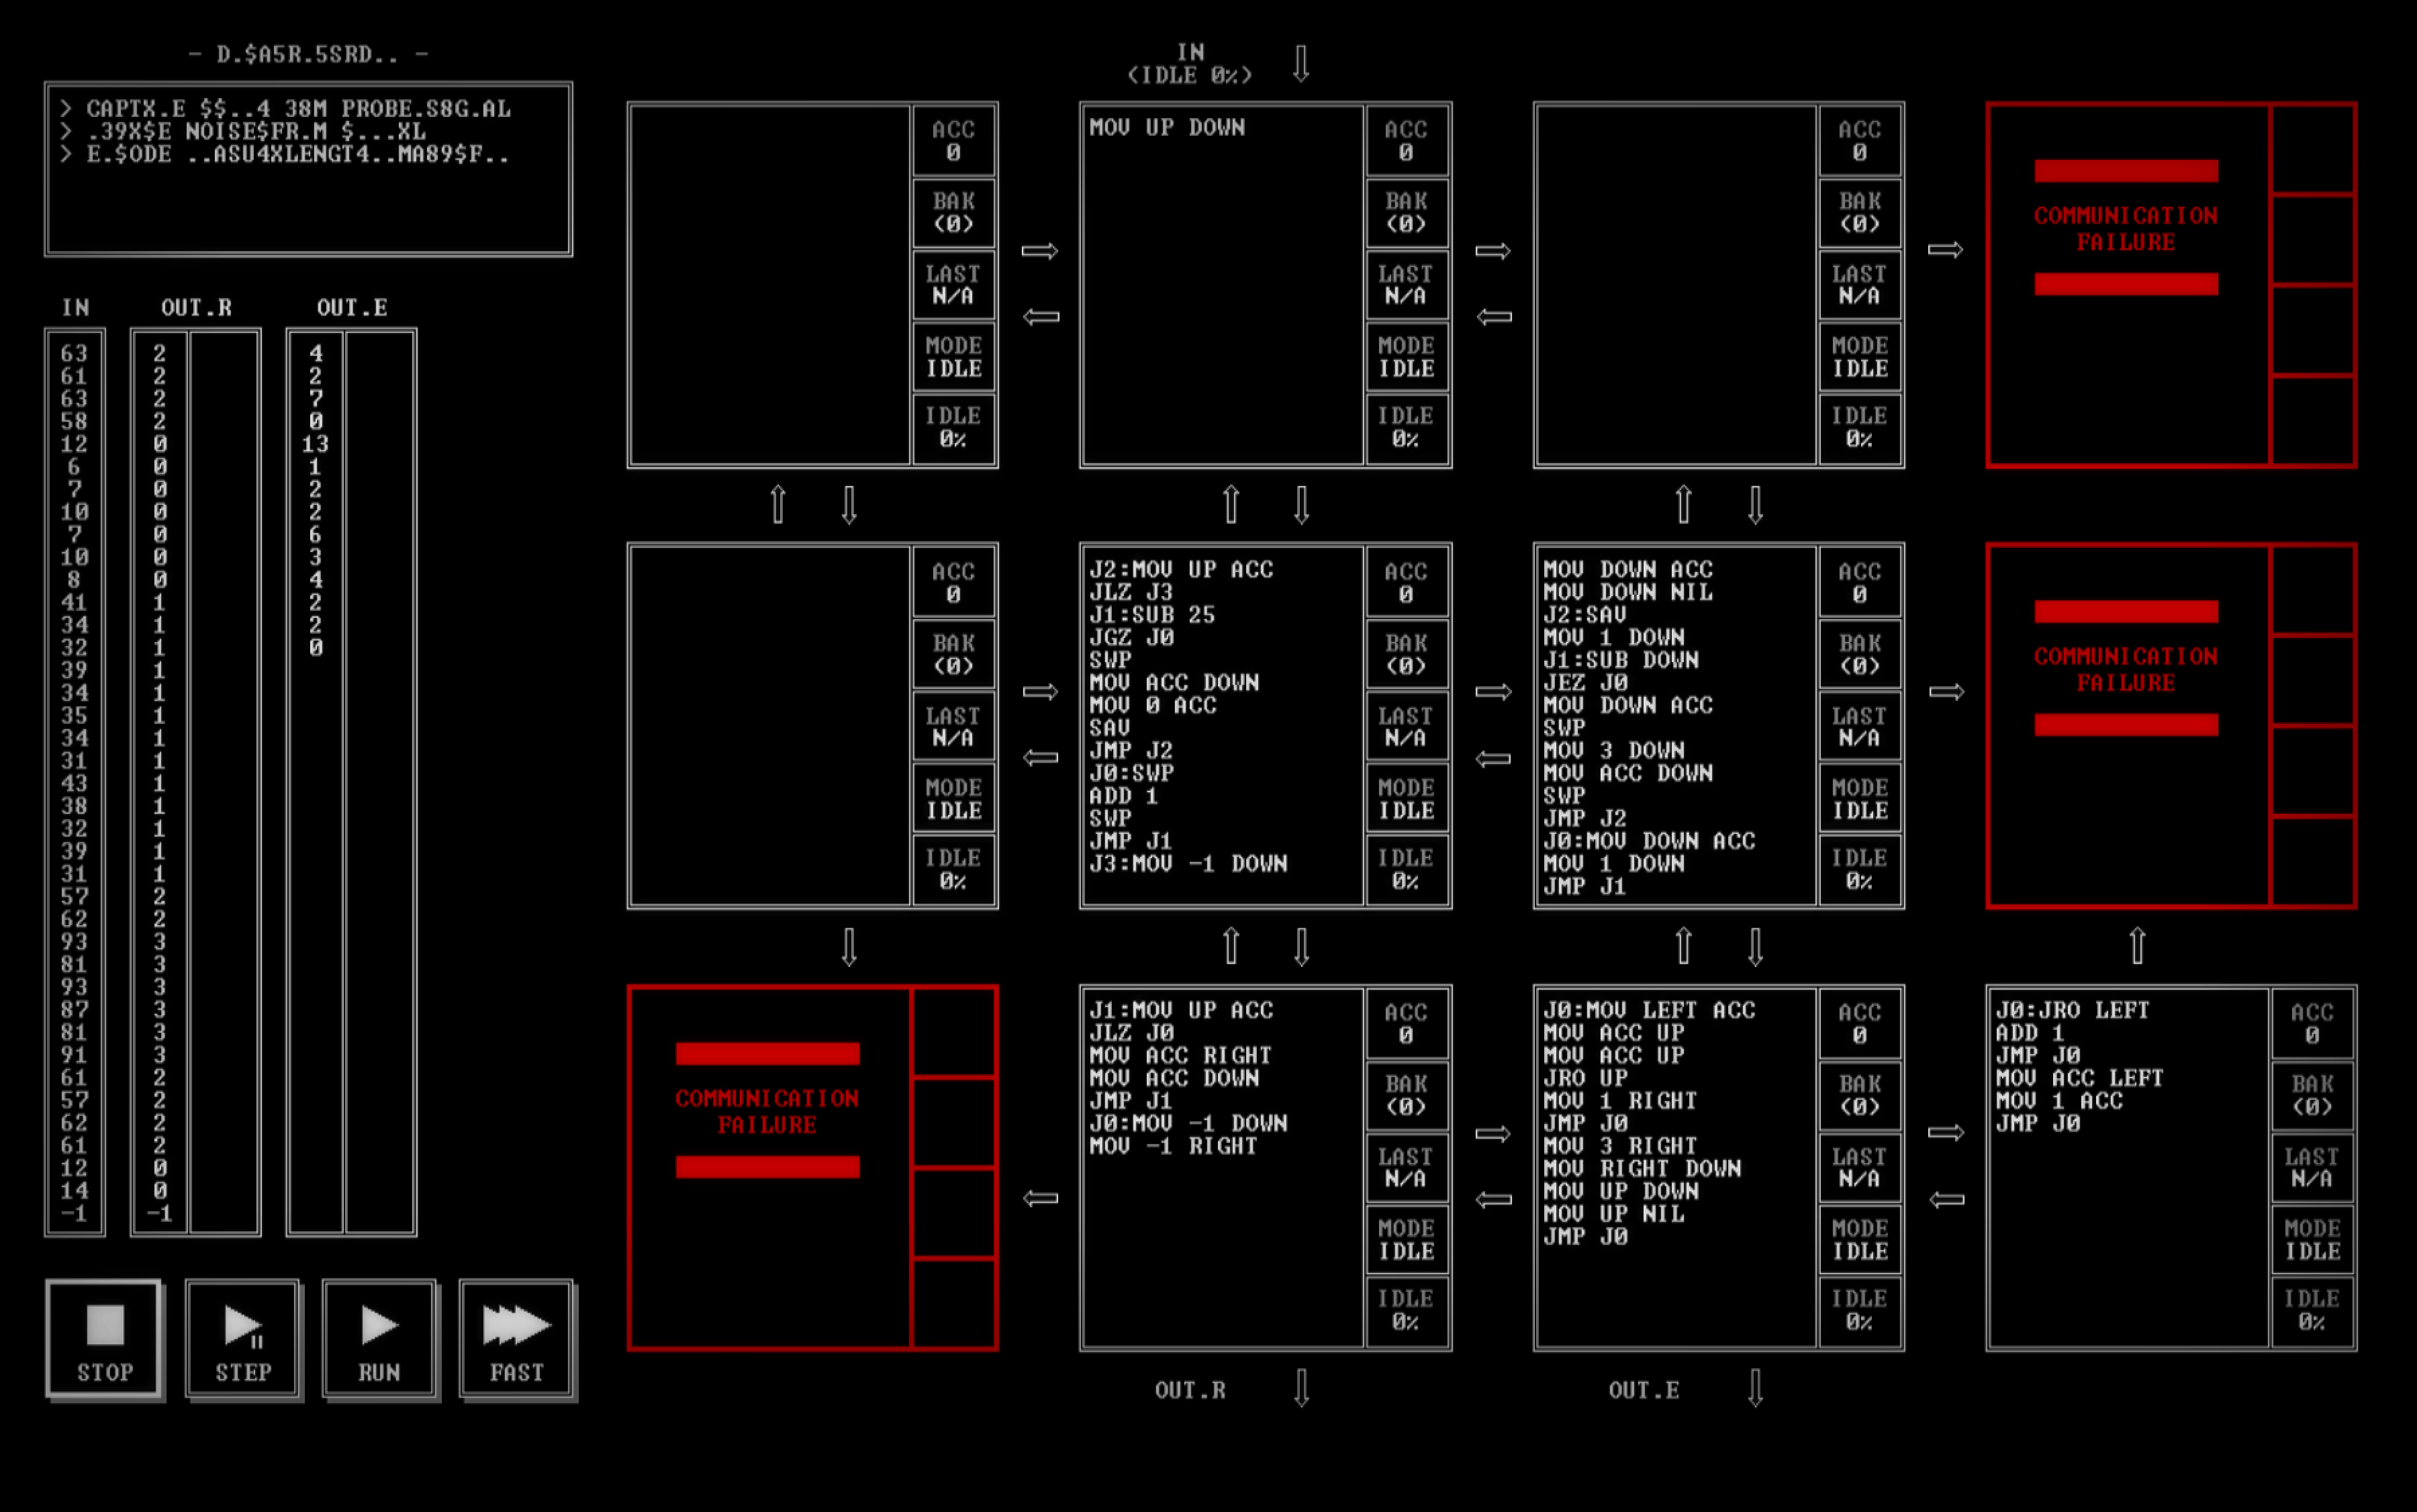 - D.$A5R.5SRD.. -
> CAPTX.E $$..4 38M PROBE.S8G.AL
> .39X$E NOISE$FR.M $...XL
> E.$ODE ..ASU4XLENGT4..MA89$F..
IN OUT.R OUT.E
63 2 4
61 2 2
63 2 7
58 2 0
12 0 13
6 0 1
7 0 2
10 0 2
7 0 6
10 0 3
8 0 4
41 1 2
34 1 2
32 1 0
39 1
34 1
35 1
34 1
31 1
43 1
38 1
32 1
39 1
31 1
57 2
62 2
93 3
81 3
93 3
87 3
81 3
91 3
61 2
57 2
62 2
61 2
12 0
14 0
-1 -1
STOP
STEP
RUN
FAST
IN
(IDLE 0%)
ACC
0
BAK
(0)
LAST
N/A
MODE
IDLE
IDLE
0%
MOV UP DOWN
ACC
0
BAK
(0)
LAST
N/A
MODE
IDLE
IDLE
0%
ACC
0
BAK
(0)
LAST
N/A
MODE
IDLE
IDLE
0%
COMMUNICATION
FAILURE
ACC
0
BAK
(0)
LAST
N/A
MODE
IDLE
IDLE
0%
J2:MOV UP ACC
JLZ J3
J1:SUB 25
JGZ J0
SWP
MOV ACC DOWN
MOV 0 ACC
SAV
JMP J2
J0:SWP
ADD 1
SWP
JMP J1
J3:MOV -1 DOWN
ACC
0
BAK
(0)
LAST
N/A
MODE
IDLE
IDLE
0%
MOV DOWN ACC
MOV DOWN NIL
J2:SAV
MOV 1 DOWN
J1:SUB DOWN
JEZ J0
MOV DOWN ACC
SWP
MOV 3 DOWN
MOV ACC DOWN
SWP
JMP J2
J0:MOV DOWN ACC
MOV 1 DOWN
JMP J1
ACC
0
BAK
(0)
LAST
N/A
MODE
IDLE
IDLE
0%
COMMUNICATION
FAILURE
COMMUNICATION
FAILURE
J1:MOV UP ACC
JLZ J0
MOV ACC RIGHT
MOV ACC DOWN
JMP J1
J0:MOV -1 DOWN
MOV -1 RIGHT
ACC
0
BAK
(0)
LAST
N/A
MODE
IDLE
IDLE
0%
J0:MOV LEFT ACC
MOV ACC UP
MOV ACC UP
JRO UP
MOV 1 RIGHT
JMP J0
MOV 3 RIGHT
MOV RIGHT DOWN
MOV UP DOWN
MOV UP NIL
JMP J0
ACC
0
BAK
(0)
LAST
N/A
MODE
IDLE
IDLE
0%
J0:JRO LEFT
ADD 1
JMP J0
MOV ACC LEFT
MOV 1 ACC
JMP J0
ACC
0
BAK
(0)
LAST
N/A
MODE
IDLE
IDLE
0%
OUT.R
OUT.E